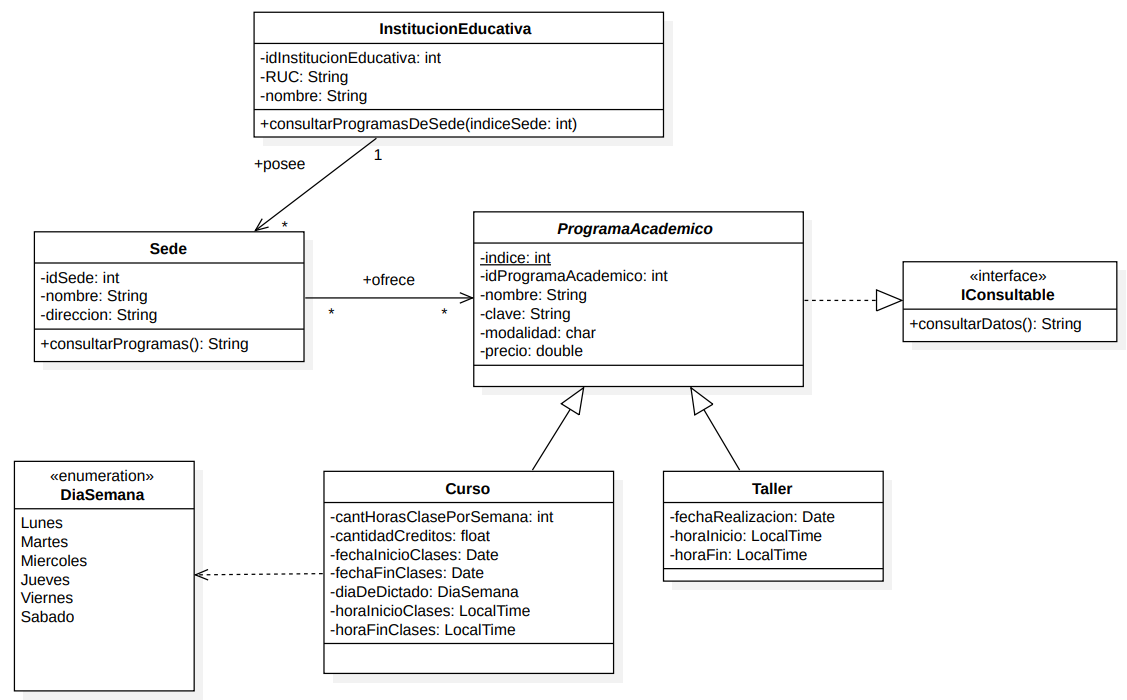 InstitucionEducativa
-idInstitucionEducativa: int
-RUC: String
-nombre: String
+consultarProgramasDeSede(indiceSede: int)
+posee
1
*
Sede
-idSede: int
-nombre: String
-direccion: String
+consultarProgramas(): String
+ofrece
*
*
ProgramaAcademico
-indice: int
-idProgramaAcademico: int
-nombre: String
-clave: String
-modalidad: char
-precio: double
«interface»
IConsultable
+consultarDatos(): String
«enumeration»
DiaSemana
Lunes
Martes
Miercoles
Jueves
Viernes
Sabado
Curso
-cantHorasClasePorSemana: int
-cantidadCreditos: float
-fechaInicioClases: Date
-fechaFinClases: Date
-diaDeDictado: DiaSemana
-horaInicioClases: LocalTime
-horaFinClases: LocalTime
Taller
-fechaRealizacion: Date
-horaInicio: LocalTime
-horaFin: LocalTime